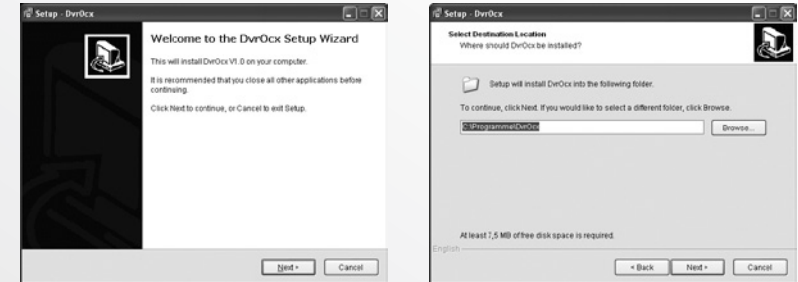 Setup - DvrOcx
Welcome to the DvrOcx Setup Wizard
This will install DvrOcx V1.0 on your computer.
It is recommended that you close all other applications before
continuing.
Click Next to continue, or Cancel to exit Setup.
Next >
Cancel
Setup - DvrOcx
Select Destination Location
Where should DvrOcx be installed?
Setup will install DvrOcx into the following folder.
To continue, click Next. If you would like to select a different folder, click Browse.
C:\Programme\DvrOcx
Browse...
At least 7,5 MB of free disk space is required.
English
< Back
Next >
Cancel